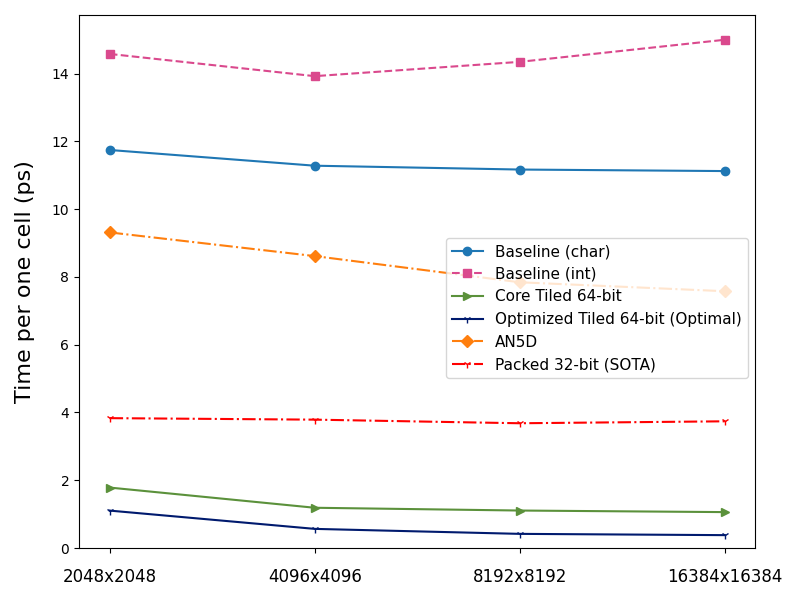 Time per one cell (ps)
14
12
10
8
6
4
2
0
Baseline (char)
Baseline (int)
Core Tiled 64-bit
Optimized Tiled 64-bit (Optimal)
AN5D
Packed 32-bit (SOTA)
2048x2048 4096x4096 8192x8192 16384x16384